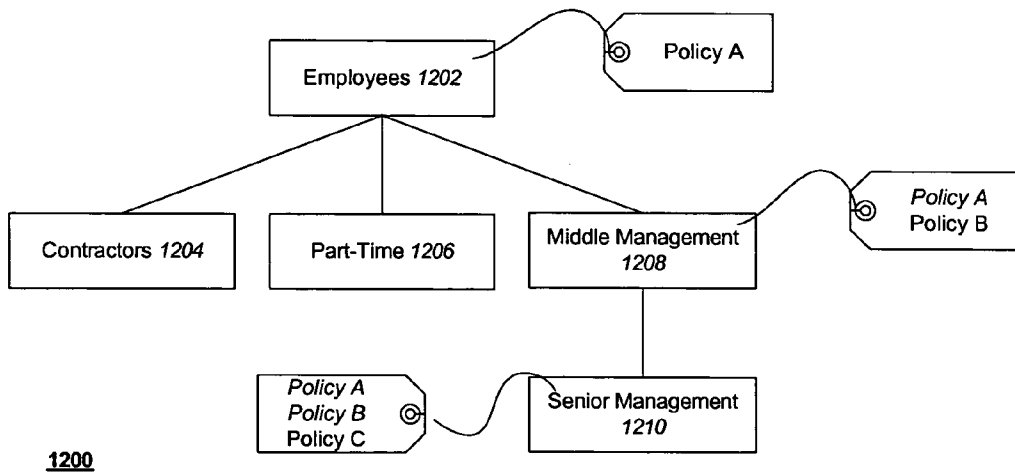 Employees 1202
Policy A
Contractors 1204
Part-Time 1206
Middle Management
1208
Policy A
Policy B
Policy A
Policy B
Policy C
Senior Management
1210
1200